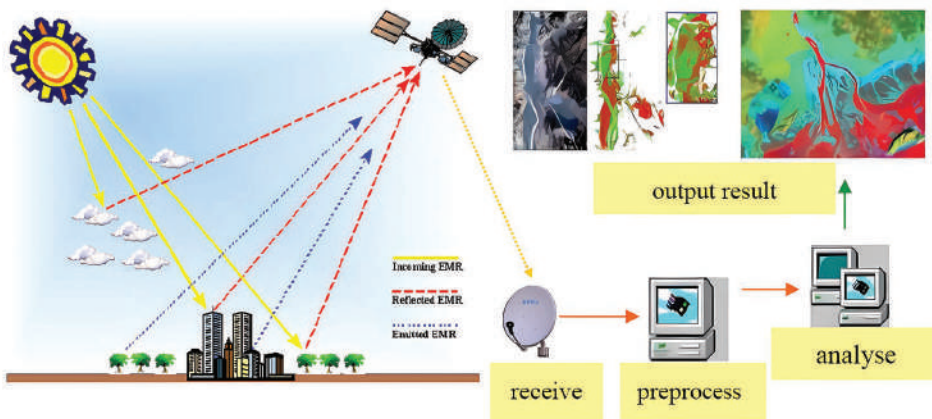 output result
Incoming EMR
Reflected EMR
Emitted EMR
receive
preprocess
analyse